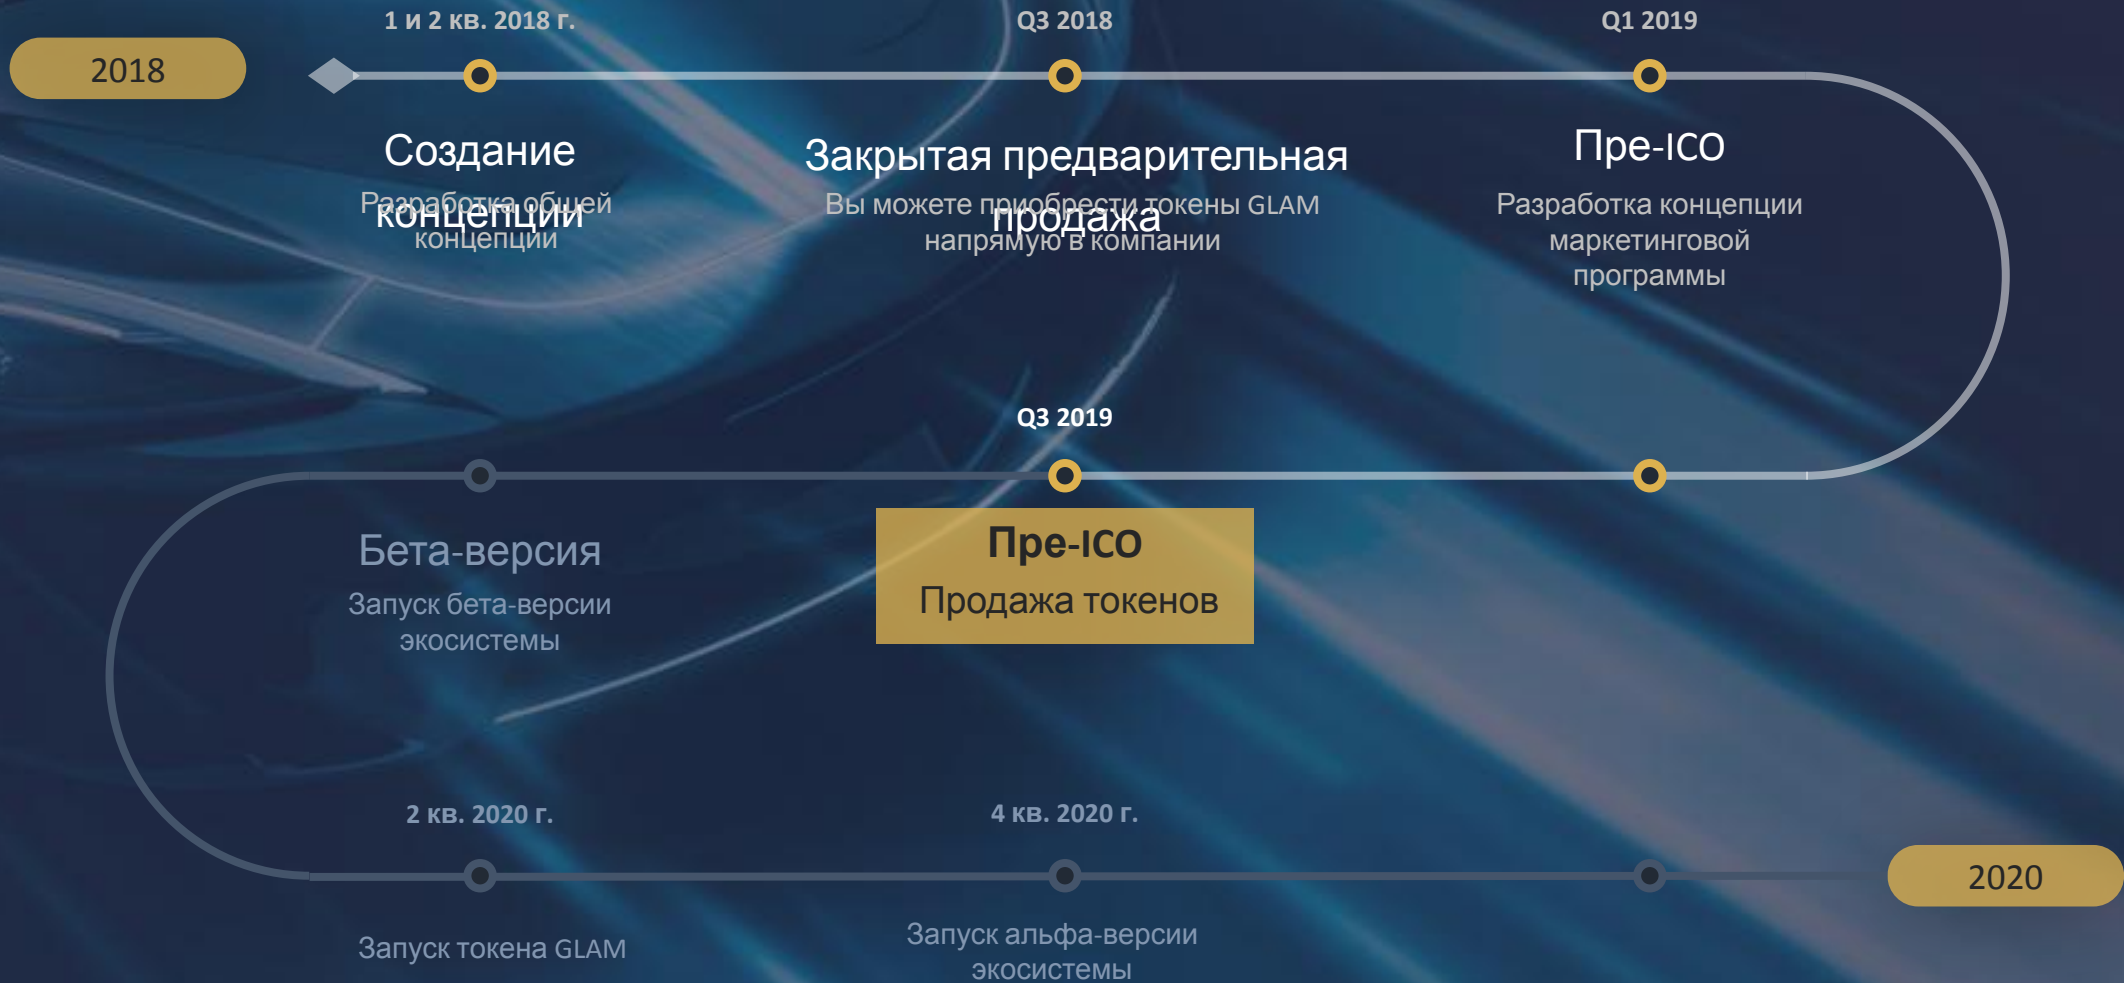 1 и 2 кв. 2018 г.
Q3 2018
Q1 2019
2018
Создание
концепции
Разработка общей
концепции
Закрытая предварительная
продажа
Вы можете приобрести токены GLAM
напрямую в компании
Пре-ICO
Разработка концепции
маркетинговой
программы
Q3 2019
Пре-ICO
Продажа токенов
Бета-версия
Запуск бета-версии
экосистемы
2 кв. 2020 г.
4 кв. 2020 г.
2020
Запуск токена GLAM
Запуск альфа-версии
экосистемы